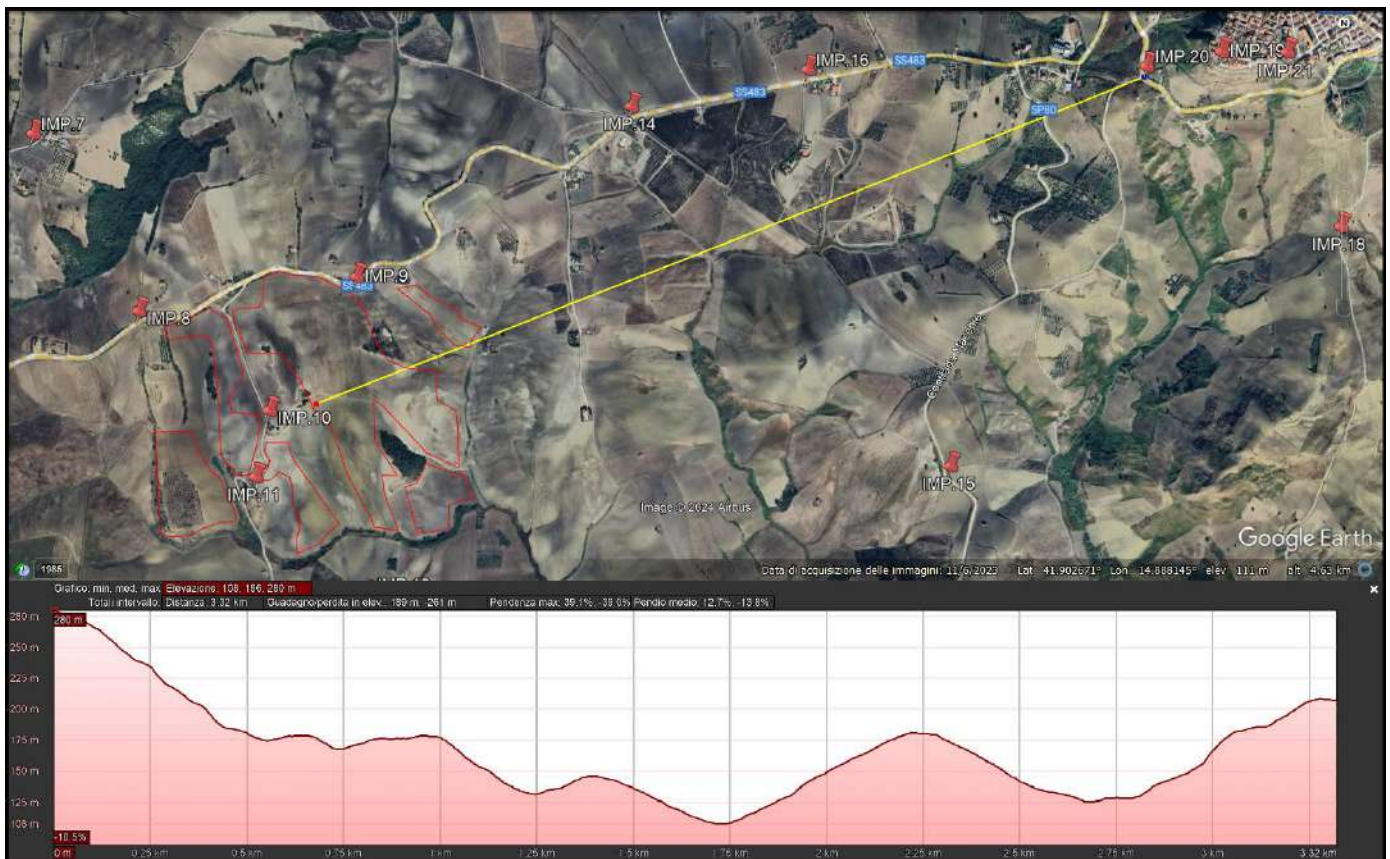 N
IMP.7
IMP.16
SS483
SS483
IMP.20
IMP.19
IMP.21
SP80
IMP.14
IMP.18
IMP.9
SS483
IMP.8
IMP.10
IMP.11
IMP.15
Image © 2024 Airbus
Google Earth
1985
Data di acquisizione delle immagini: 11/6/2023 Lat 41.902671° Lon 14.888145° elev 111 m alt 4.63 km
Grafico: min, med, max Elevazione: 108, 186, 280 m
Totali intervallo: Distanza: 3.32 km Guadagno/perdita in elev.: 189 m, -261 m Pendenza max: 39.1%, -38.0% Pendio medio: 12.7%, -13.8%
280 m
280 m
250 m
225 m
200 m
175 m
150 m
125 m
108 m
-18.5%
0 m
0.25 km
0.5 km
0.75 km
1 km
1.25 km
1.5 km
1.75 km
2 km
2.25 km
2.5 km
2.75 km
3 km
3.32 km